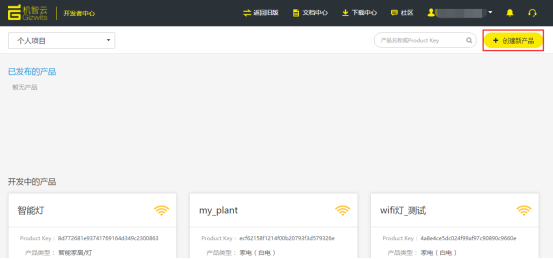 机智云
Gizwits
开发者中心
返回旧版 文档中心 下载中心 社区
个人项目
产品名称或Product Key
+ 创建新产品
已发布的产品
暂无产品
开发中的产品
智能灯 my_plant wifi灯_测试
Product Key： 8d772681e93741769164d349c2300863 Product Key： ecf62158f1214f00b20793f3d579326e Product Key： 4a8e4ce5dc024f99af97c90890c9660e
产品类型： 智能家居/灯 产品类型： 家电（白电） 产品类型： 家电（白电）